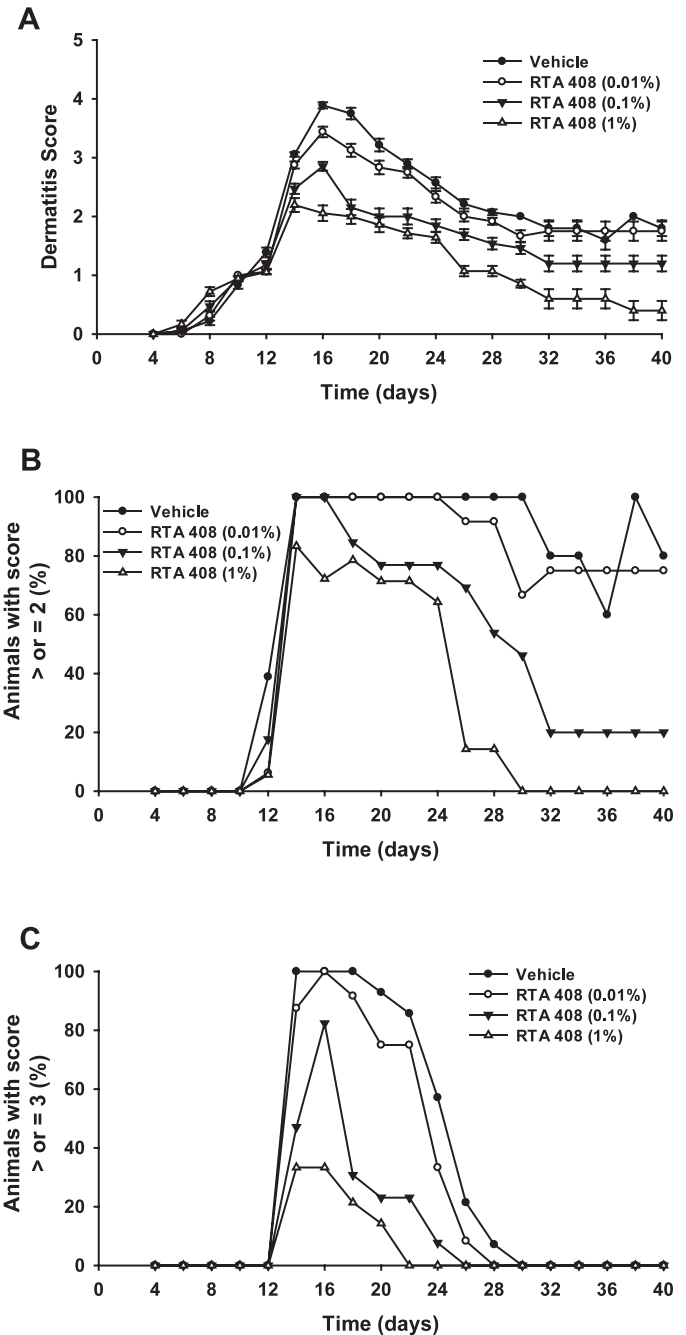 A
5
4
3
2
1
0
Dermatitis Score
Vehicle
RTA 408 (0.01%)
RTA 408 (0.1%)
RTA 408 (1%)
0 4 8 12 16 20 24 28 32 36 40
Time (days)
B
100
80
60
40
20
0
Animals with score
> or = 2 (%)
Vehicle
RTA 408 (0.01%)
RTA 408 (0.1%)
RTA 408 (1%)
0 4 8 12 16 20 24 28 32 36 40
Time (days)
C
100
80
60
40
20
0
Animals with score
> or = 3 (%)
Vehicle
RTA 408 (0.01%)
RTA 408 (0.1%)
RTA 408 (1%)
0 4 8 12 16 20 24 28 32 36 40
Time (days)